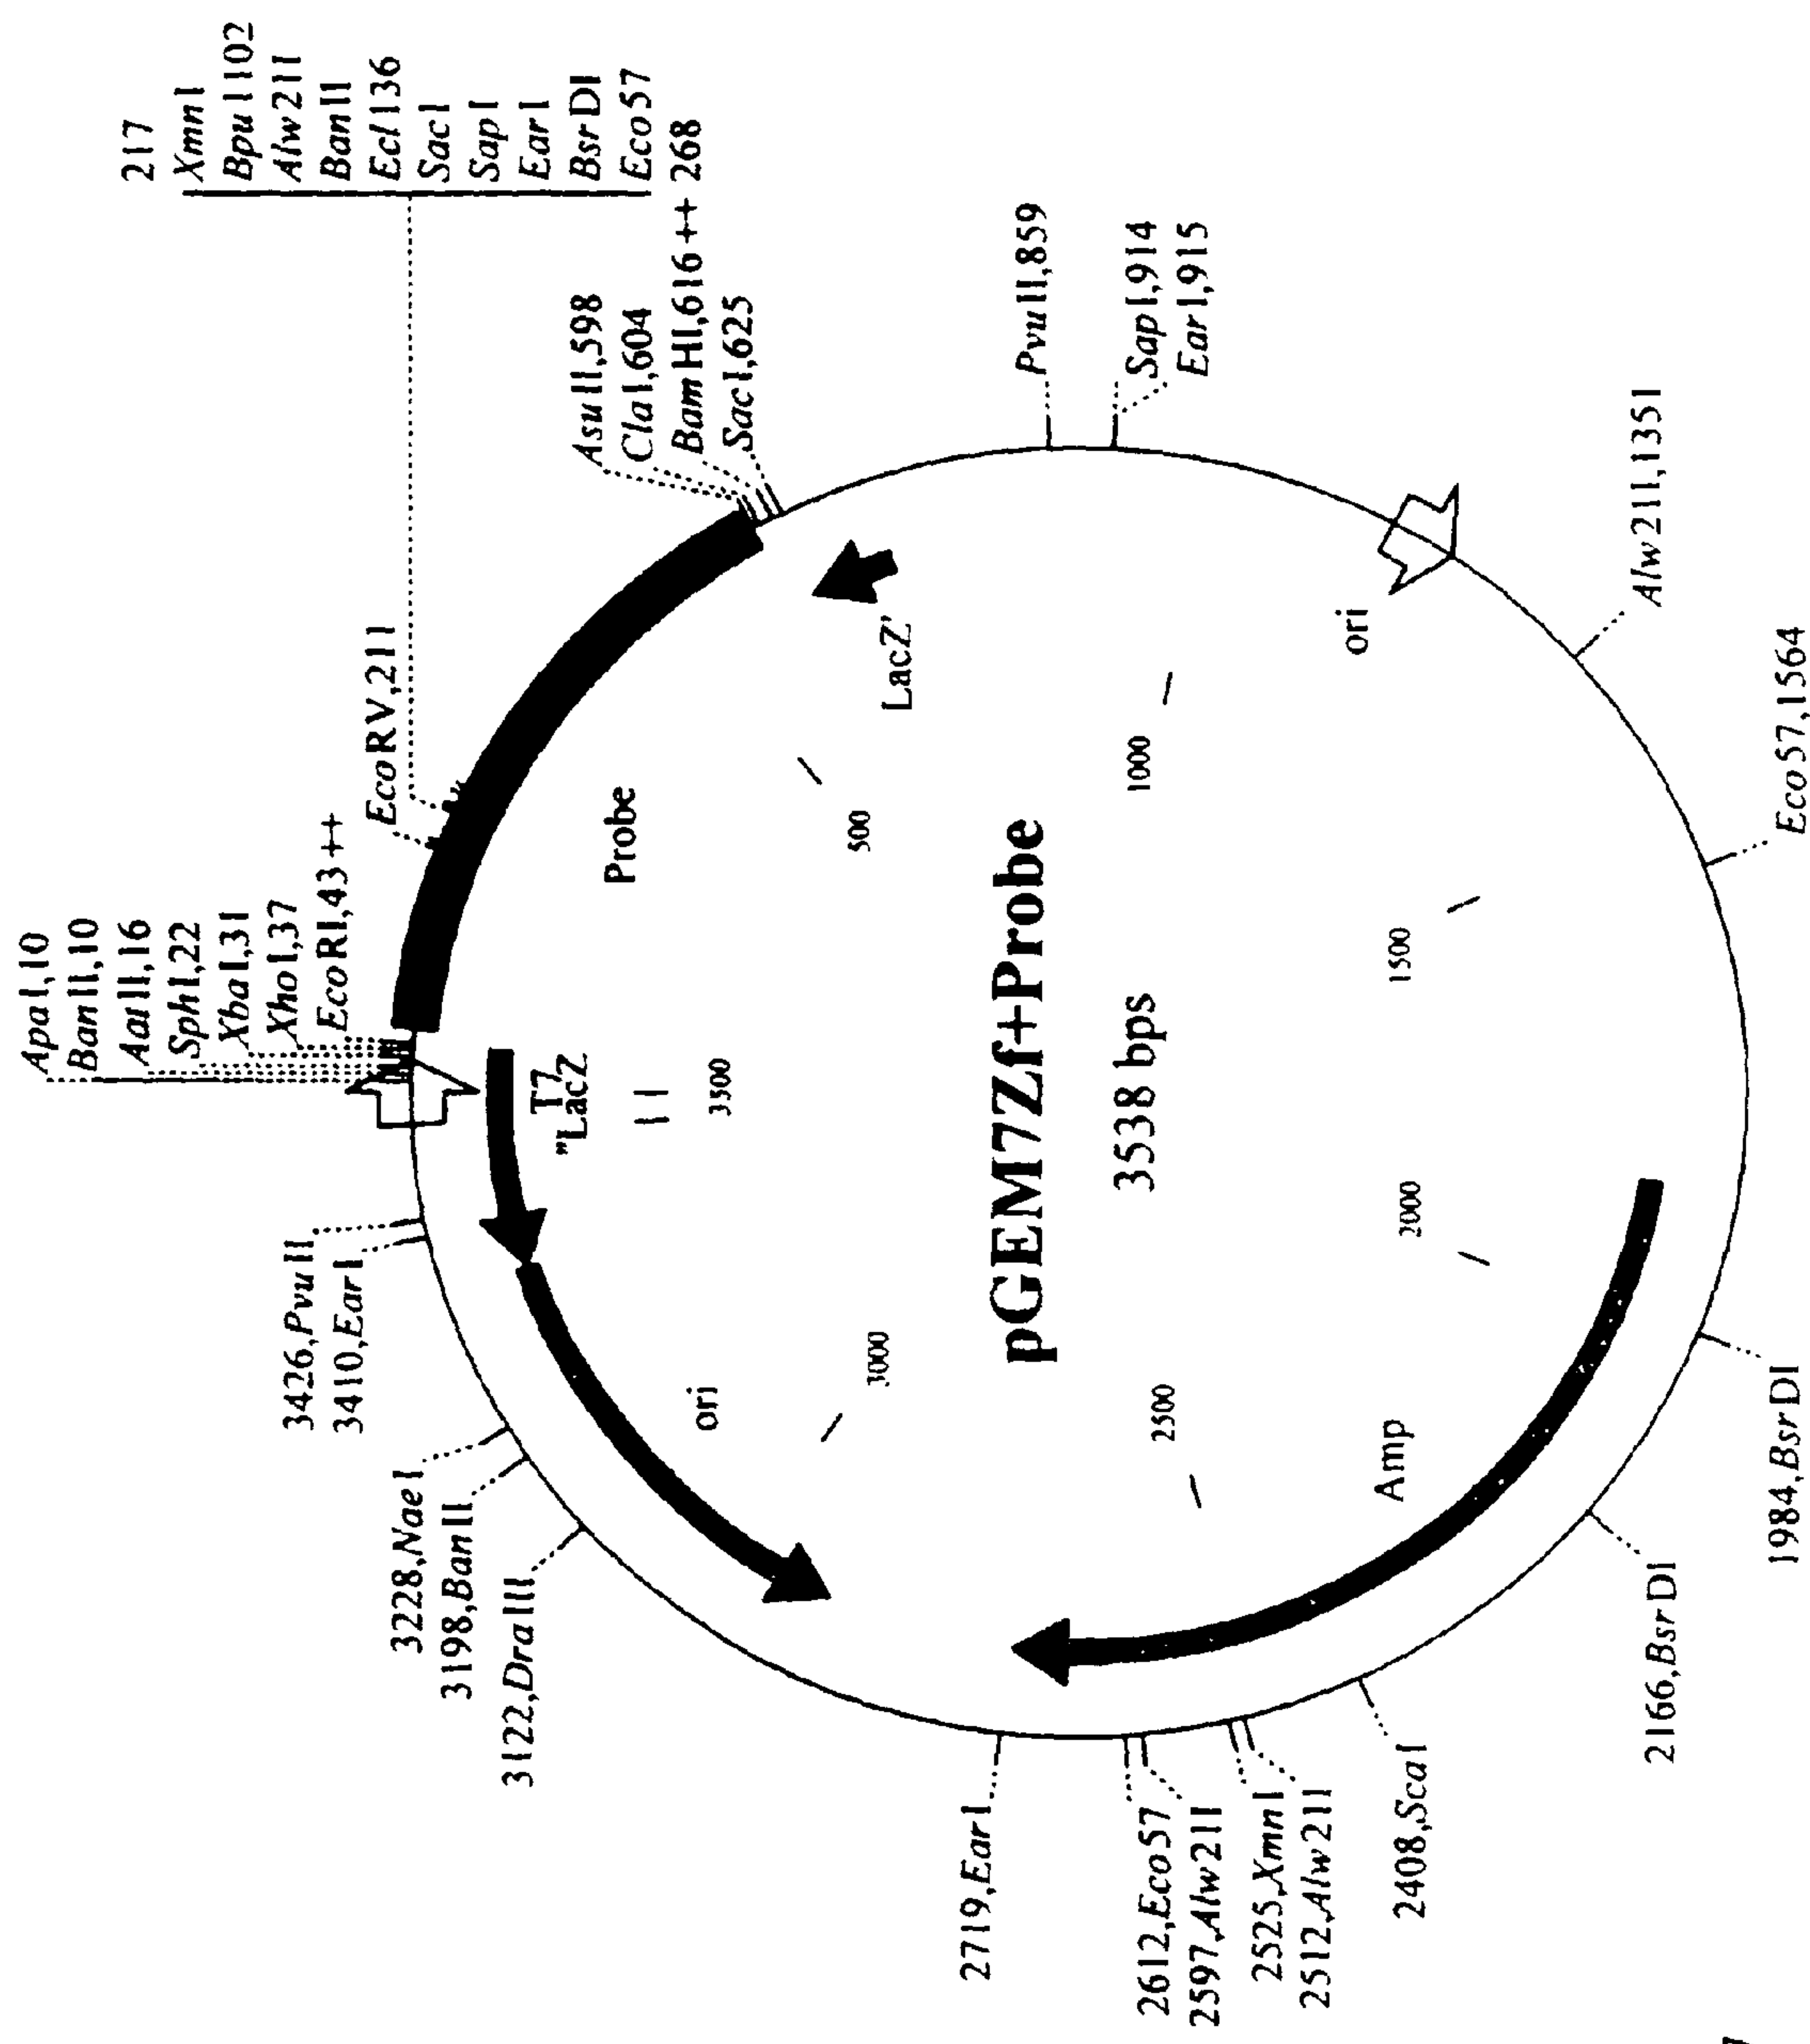 ApaI,10
BanII,10
AatII,16
SphI,22
XbaI,31
XhoI,37
EcoRI,43 ++
EcoRV,211
217
XmnI
Bpu1102
Alw21I
BanII
Ecl136
SacI
SapI
EarI
BsrDI
Eco57
268
AsuII,598
ClaI,604
BamHI,616 ++
SacI,625
PvuII,859
SapI,914
EarI,915
Alw21I,1351
Eco57,1564
1984,BsrDI
2166,BsrDI
2408,ScaI
2512,Alw21I
2525,XmnI
2597,Alw21I
2612,Eco57
2719,EarI
3122,DraIII
3198,BanII
3228,NaeI
3410,EarI
3426,PvuII
T7
"LacZ
Probe
LacZ'
ori
Amp
ori
3500
500
1000
1500
2000
2500
3000
pGEM7Zf+Probe
3538 bps